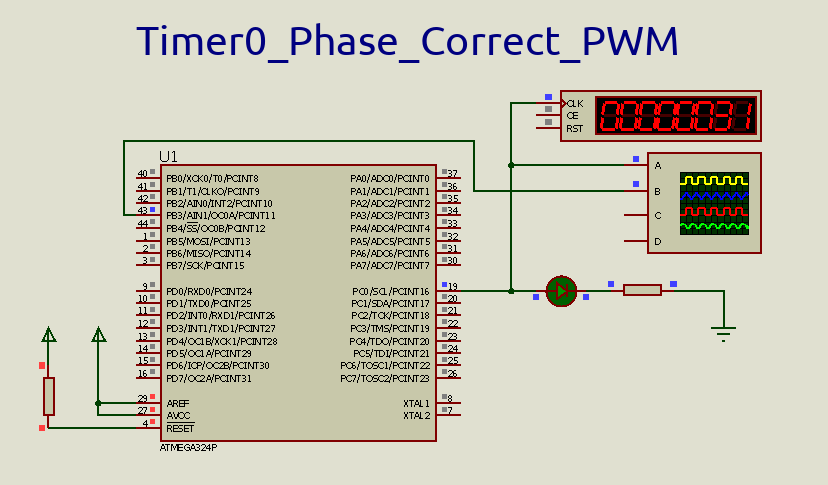 Timer0_Phase_Correct_PWM
CLK
CE
RST
00000031
A
B
C
D
U1
40 PB0/XCK0/T0/PCINT8 PA0/ADC0/PCINT0 37
41 PB1/T1/CLKO/PCINT9 PA1/ADC1/PCINT1 36
42 PB2/AIN0/INT2/PCINT10 PA2/ADC2/PCINT2 35
43 PB3/AIN1/OC0A/PCINT11 PA3/ADC3/PCINT3 34
44 PB4/SS/OC0B/PCINT12 PA4/ADC4/PCINT4 33
1 PB5/MOSI/PCINT13 PA5/ADC5/PCINT5 32
2 PB6/MISO/PCINT14 PA6/ADC6/PCINT6 31
3 PB7/SCK/PCINT15 PA7/ADC7/PCINT7 30
9 PD0/RXD0/PCINT24 PC0/SCL/PCINT16 19
10 PD1/TXD0/PCINT25 PC1/SDA/PCINT17 20
11 PD2/INT0/RXD1/PCINT26 PC2/TCK/PCINT18 21
12 PD3/INT1/TXD1/PCINT27 PC3/TMS/PCINT19 22
13 PD4/OC1B/XCK1/PCINT28 PC4/TDO/PCINT20 23
14 PD5/OC1A/PCINT29 PC5/TDI/PCINT21 24
15 PD6/ICP/OC2B/PCINT30 PC6/TOSC1/PCINT22 25
16 PD7/OC2A/PCINT31 PC7/TOSC2/PCINT23 26
29 AREF XTAL1 8
27 AVCC XTAL2 7
4 RESET
ATMEGA324P